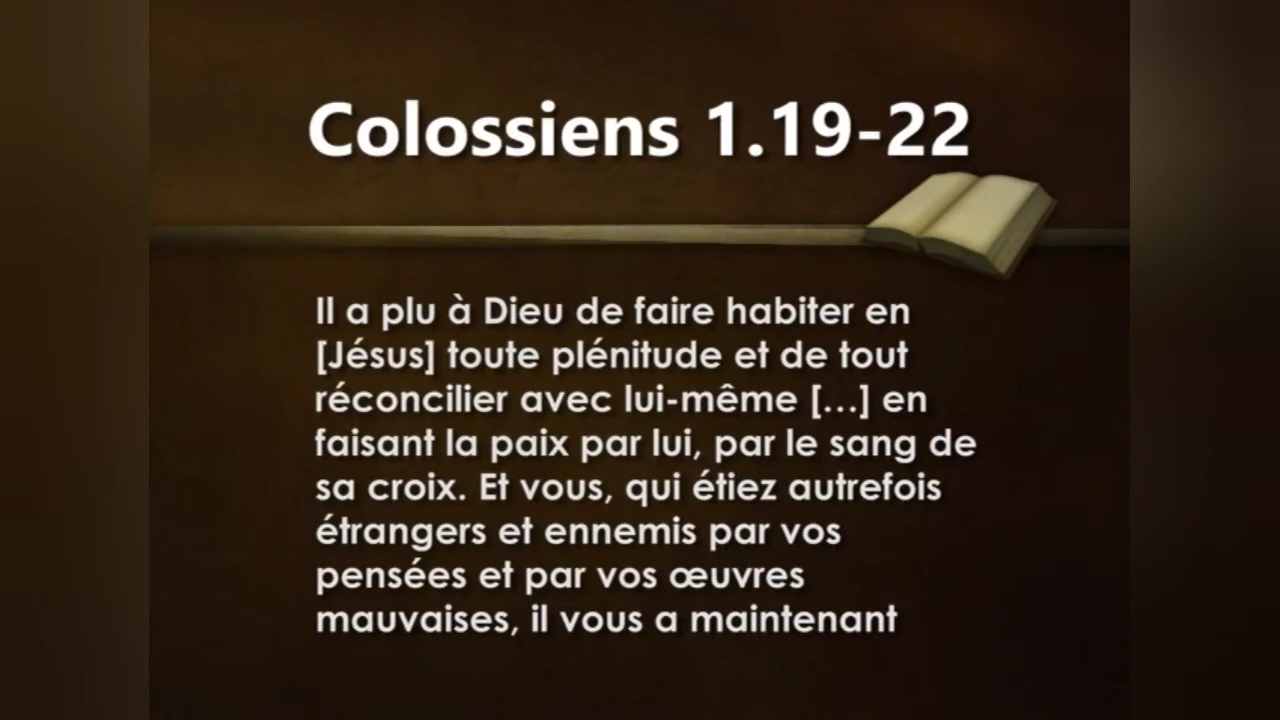 Colossiens 1.19-22
Il a plu à Dieu de faire habiter en
[Jésus] toute plénitude et de tout
réconcilier avec lui-même [...] en
faisant la paix par lui, par le sang de
sa croix. Et vous, qui étiez autrefois
étrangers et ennemis par vos
pensées et par vos œuvres
mauvaises, il vous a maintenant